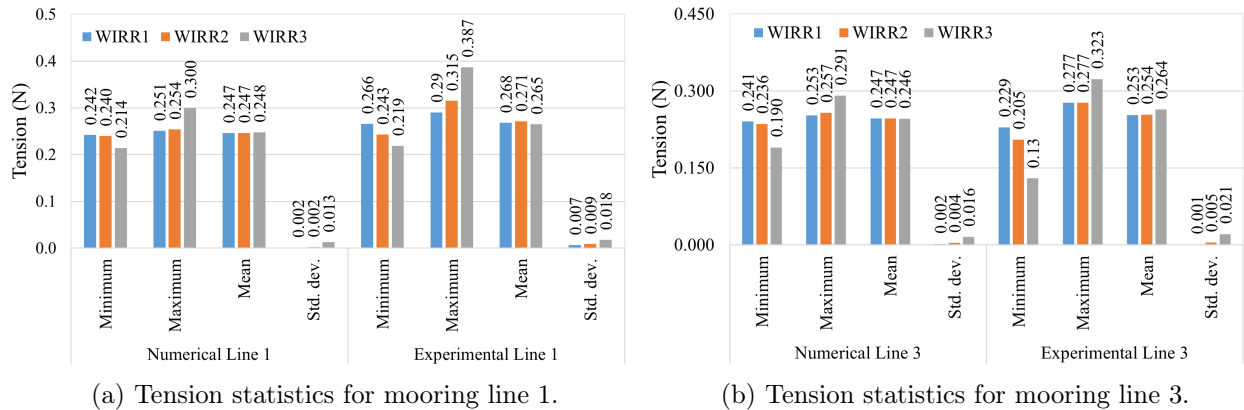 0.5
WIRR1 WIRR2 WIRR3
0.4
0.3
0.2
0.1
0.0
Tension (N)
0.242 0.240 0.214
0.251 0.254 0.300
0.247 0.247 0.248
0.002 0.002 0.013
0.266 0.243 0.219
0.29 0.315 0.387
0.268 0.271 0.265
0.007 0.009 0.018
Minimum Maximum Mean Std. dev. Minimum Maximum Mean Std. dev.
Numerical Line 1 Experimental Line 1
(a) Tension statistics for mooring line 1.
0.450
WIRR1 WIRR2 WIRR3
0.300
0.150
0.000
Tension (N)
0.241 0.236 0.190
0.253 0.257 0.291
0.247 0.247 0.246
0.002 0.004 0.016
0.229 0.205 0.13
0.277 0.277 0.323
0.253 0.254 0.264
0.001 0.005 0.021
Minimum Maximum Mean Std. dev. Minimum Maximum Mean Std. dev.
Numerical Line 3 Experimental Line 3
(b) Tension statistics for mooring line 3.